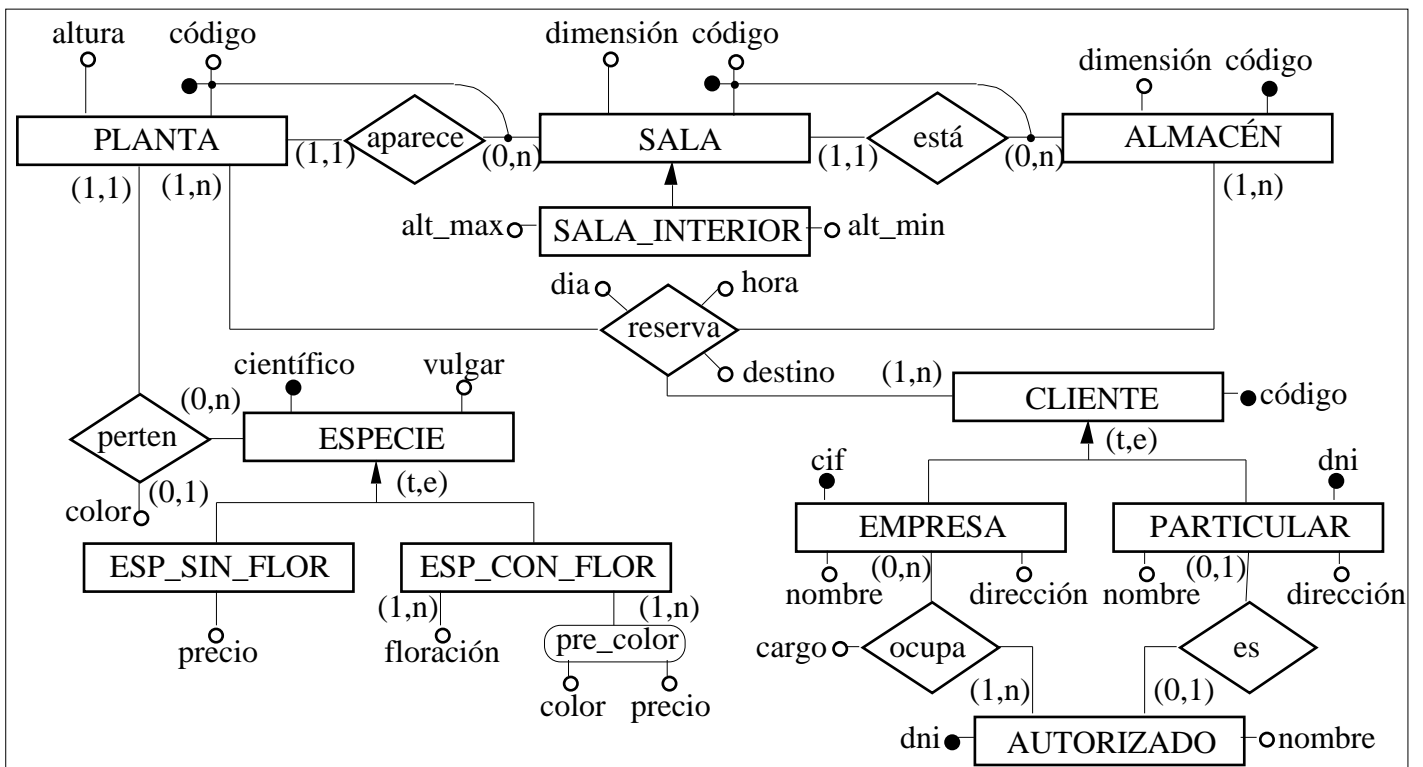 altura código dimensión código dimensión código
PLANTA aparece SALA está ALMACÉN
(1,1) (0,n) (1,1) (0,n)
(1,1) (1,n) (1,n)
alt_max SALA_INTERIOR alt_min
dia hora
reserva
científico vulgar destino (1,n)
(0,n) CLIENTE código
perten ESPECIE
(t,e)
(0,1) (t,e) cif dni
color
EMPRESA PARTICULAR
ESP_SIN_FLOR ESP_CON_FLOR (0,n) (0,1)
nombre dirección nombre dirección
(1,n) (1,n)
precio floración pre_color cargo ocupa es
(1,n) (0,1)
color precio
dni AUTORIZADO nombre